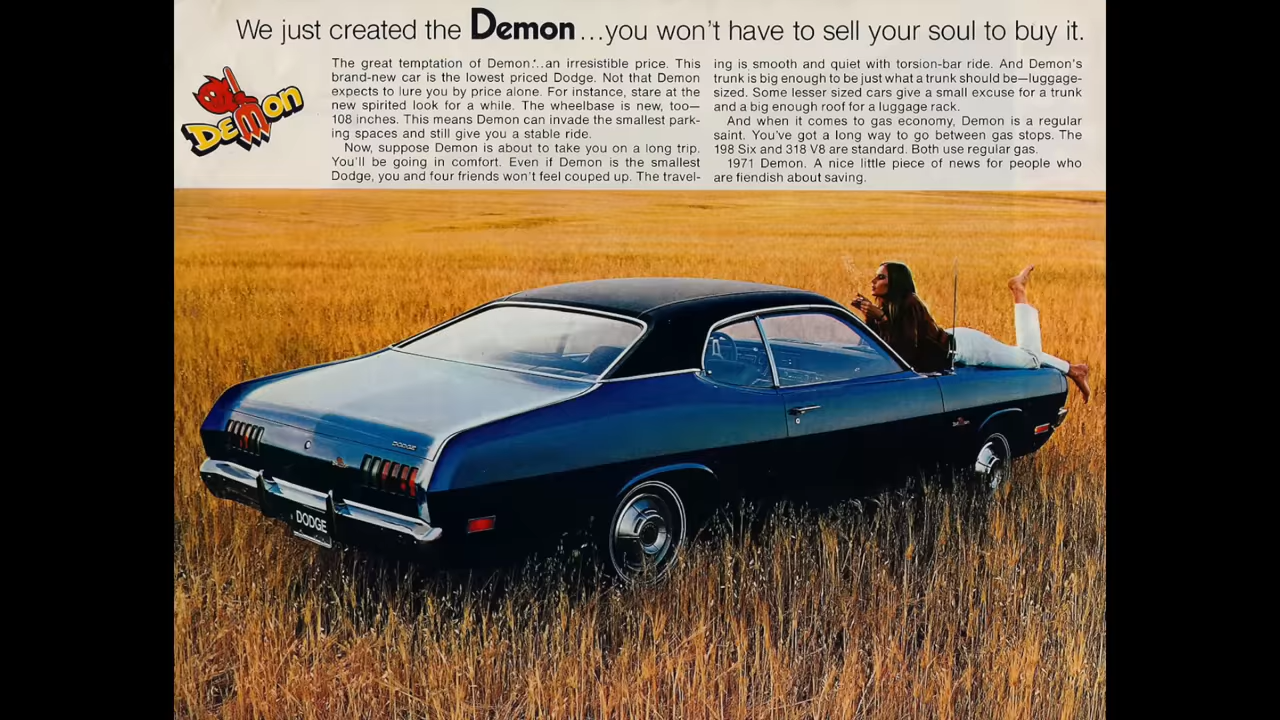 We just created the Demon...you won't have to sell your soul to buy it.
DEMON
The great temptation of Demon...an irresistible price. This
brand-new car is the lowest priced Dodge. Not that Demon
expects to lure you by price alone. For instance, stare at the
new spirited look for a while. The wheelbase is new, too—
108 inches. This means Demon can invade the smallest park-
ing spaces and still give you a stable ride.
Now, suppose Demon is about to take you on a long trip.
You'll be going in comfort. Even if Demon is the smallest
Dodge, you and four friends won't feel couped up. The travel-
ing is smooth and quiet with torsion-bar ride. And Demon's
trunk is big enough to be just what a trunk should be—luggage-
sized. Some lesser sized cars get a small excuse for a trunk
and a big enough roof for a luggage rack.
And when it comes to gas economy, Demon is a regular
saint. You've got a long way to go between gas stops. The
198 Six and 318 V8 are standard. Both use regular gas.
1971 Demon. A nice little piece of news for people who
are fiendish about saving.
DODGE
DODGE